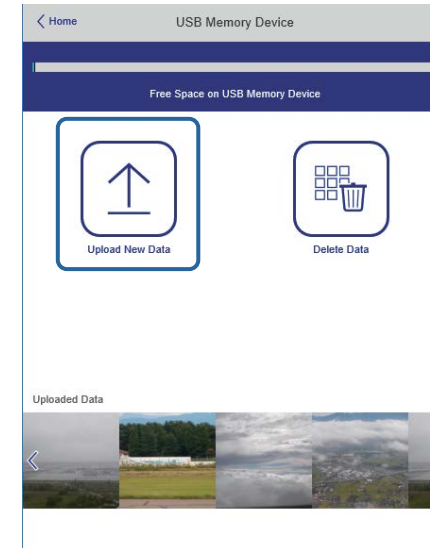 Home
USB Memory Device
Free Space on USB Memory Device
Upload New Data
Delete Data
Uploaded Data